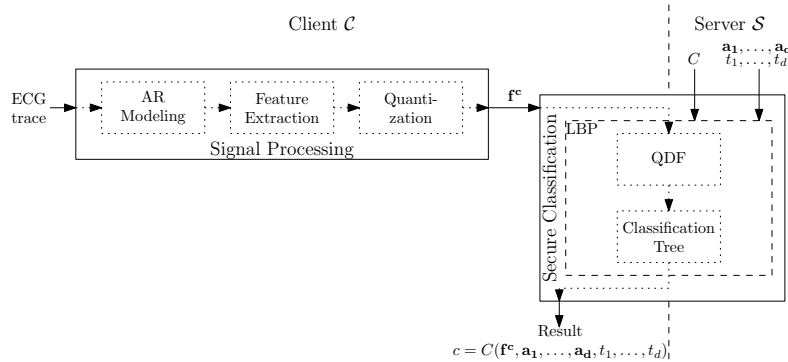 Client 𝒞
Server 𝒮
a₁, . . . , a_d
t₁, . . . , t_d
C
ECG
trace
AR
Modeling
Feature
Extraction
Quanti-
zation
f^c
Signal Processing
Secure Classification
LBP
QDF
Classification
Tree
Result
c = C(f^c, a₁, . . . , a_d, t₁, . . . , t_d)